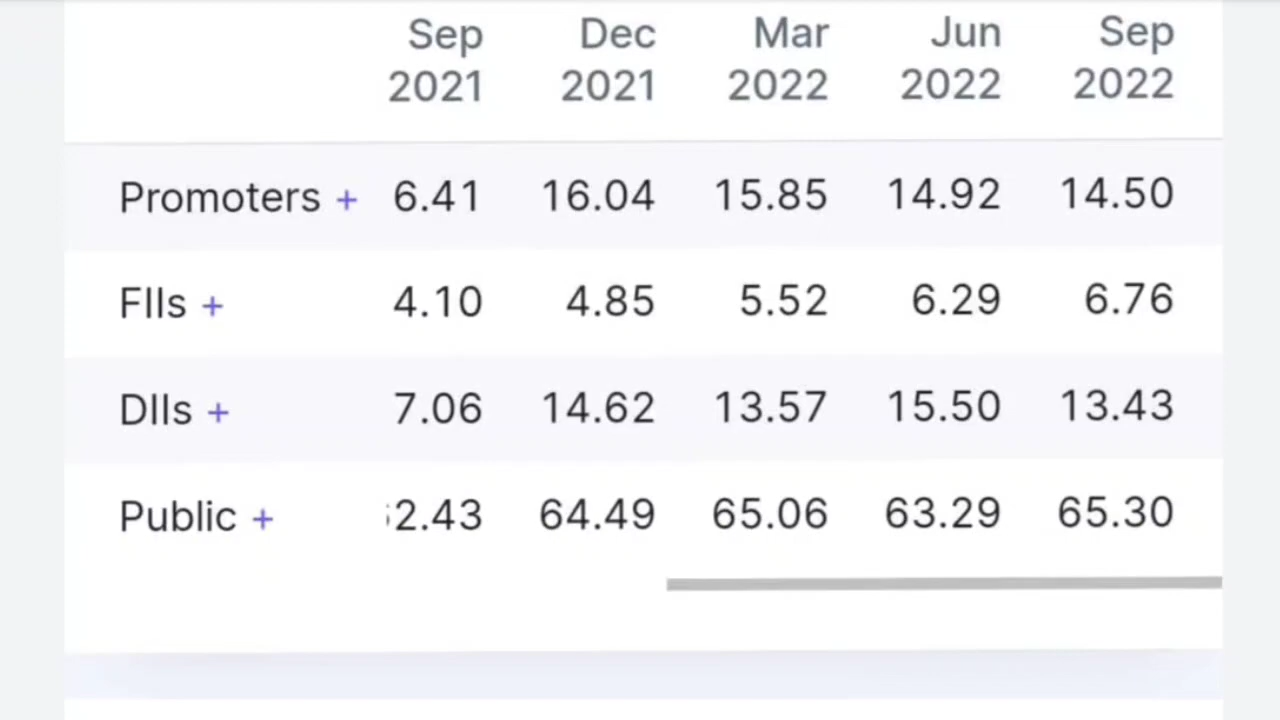 Sep Dec Mar Jun Sep
2021 2021 2022 2022 2022
Promoters + 6.41 16.04 15.85 14.92 14.50
FIIs + 4.10 4.85 5.52 6.29 6.76
DIIs + 7.06 14.62 13.57 15.50 13.43
Public + 2.43 64.49 65.06 63.29 65.30